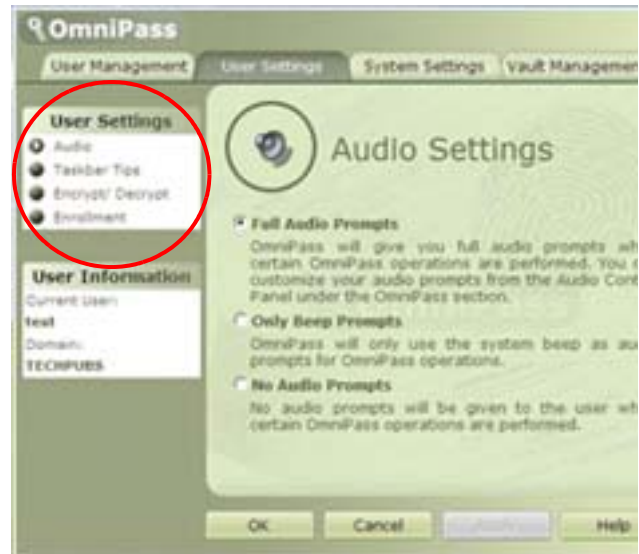 OmniPass
User Management User Settings System Settings Vault Managemen
User Settings
Audio
Taskbar Tips
Encrypt/ Decrypt
Enrollment
User Information
Current User:
test
Domain:
TECHPUBS
Audio Settings
Full Audio Prompts
OmniPass will give you full audio prompts wh
certain OmniPass operations are performed. You
customize your audio prompts from the Audio Cont
Panel under the OmniPass section.
Only Beep Prompts
OmniPass will only use the system beep as au
prompts for OmniPass operations.
No Audio Prompts
No audio prompts will be given to the user wh
certain OmniPass operations are performed.
OK Cancel Help